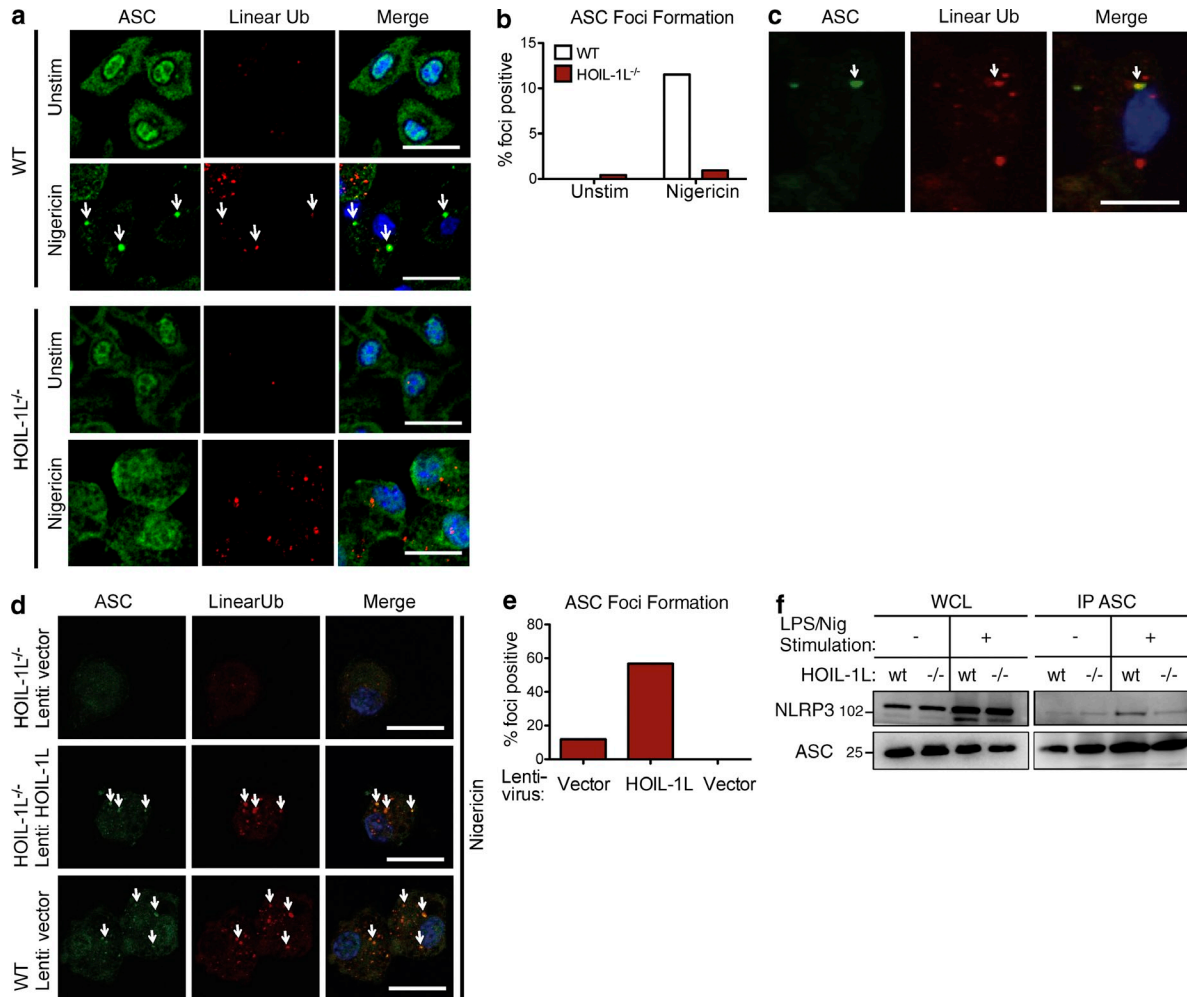 a
ASC
Linear Ub
Merge
WT
Unstim
Nigericin
HOIL-1L-/-
Unstim
Nigericin
b
ASC Foci Formation
% foci positive
15
10
5
0
WT
HOIL-1L-/-
Unstim
Nigericin
c
ASC
Linear Ub
Merge
d
ASC
LinearUb
Merge
HOIL-1L-/-
Lenti: vector
HOIL-1L-/-
Lenti: HOIL-1L
WT
Lenti: vector
Nigericin
e
ASC Foci Formation
% foci positive
80
60
40
20
0
Lenti-
virus:
Vector
HOIL-1L
Vector
f
WCL
IP ASC
LPS/Nig
Stimulation:
-
+
-
+
HOIL-1L:
wt
-/-
wt
-/-
wt
-/-
wt
-/-
NLRP3 102
ASC 25